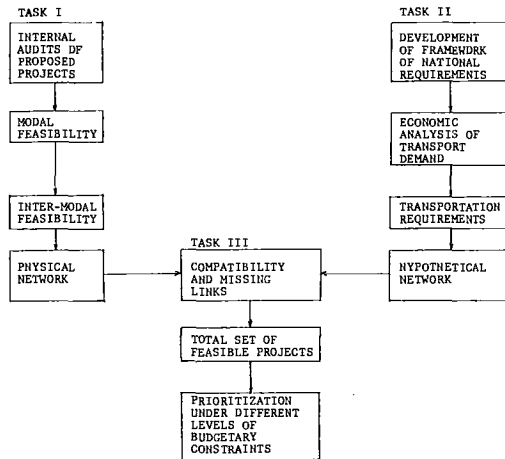 TASK I
INTERNAL
AUDITS DF
PROPOSED
PROJECTS
MODAL
FEASIBILITY
INTER-MODAL
FEASIBILITY
PHYSICAL
NETWORK
TASK II
DEVELOPMENT
OF FRAMEWORK
OF NATIONAL
REQUIREMENTS
ECONOMIC
ANALYSIS OF
TRANSPORT
DEMAND
TRANSPORTATION
REQUIREMENTS
NYPOTNETICAL
NETWORK
TASK III
COMPATIBILITY
AND MISSING
LINKS
TOTAL SET OF
FEASIBLE PROJECTS
PRIORITIZATION
UNDER DIFFERENT
LEVELS OF
BUDGETARY
CONSTRAINTS